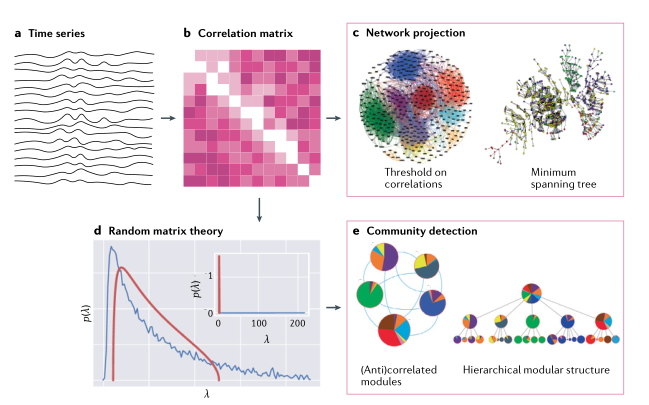 a Time series
b Correlation matrix
c Network projection
Threshold on
correlations
Minimum
spanning tree
d Random matrix theory
p(λ)
λ
p(λ)
1
0
0 100 200
λ
e Community detection
(Anti)correlated
modules
Hierarchical modular structure